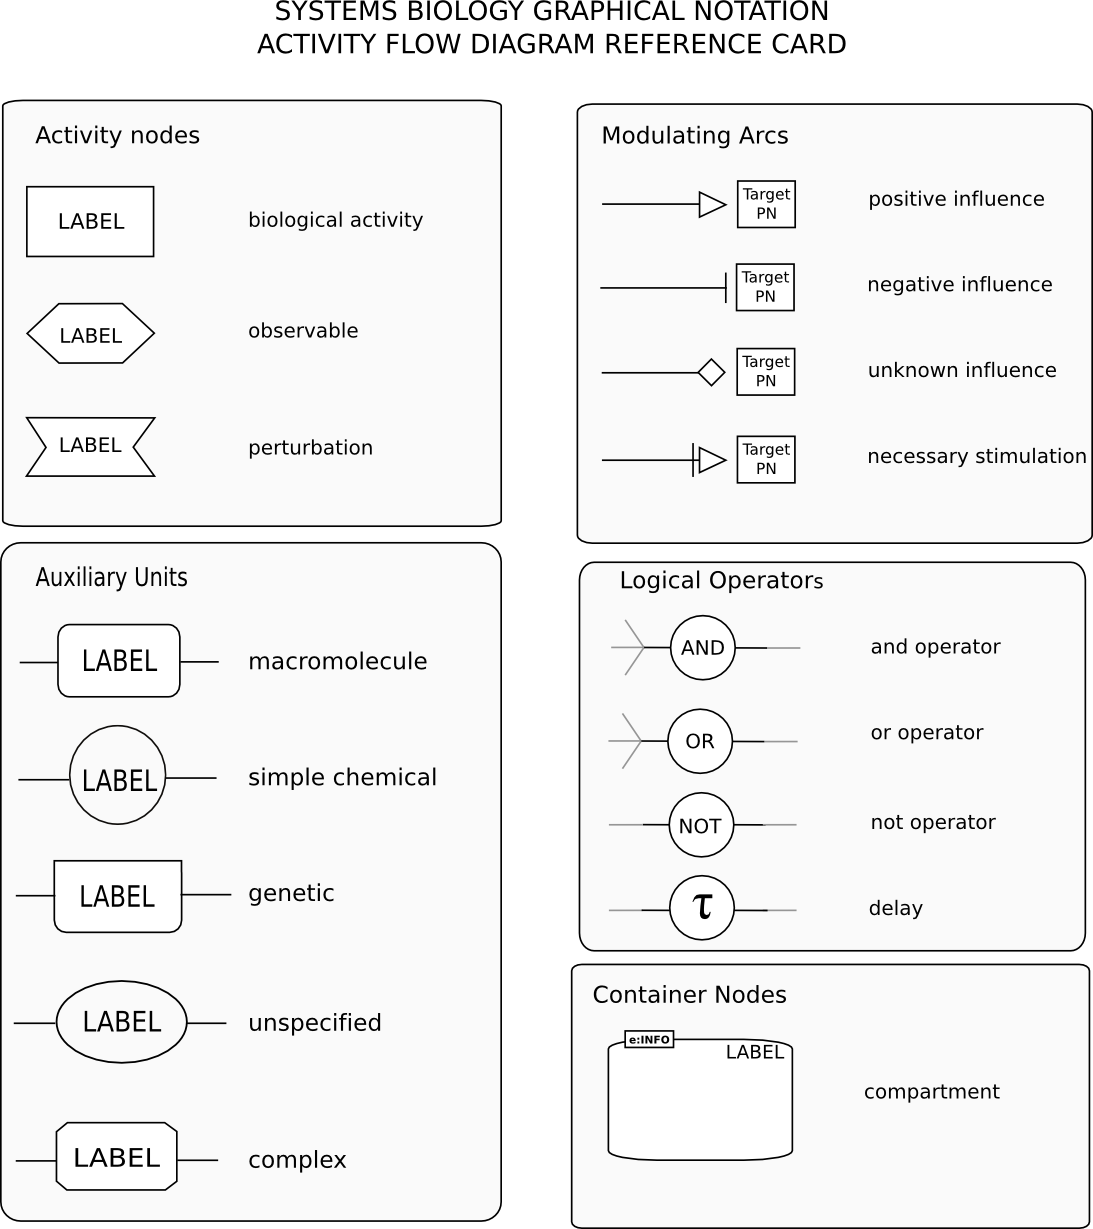 SYSTEMS BIOLOGY GRAPHICAL NOTATION
ACTIVITY FLOW DIAGRAM REFERENCE CARD
Activity nodes
LABEL biological activity
LABEL observable
LABEL perturbation
Auxiliary Units
LABEL macromolecule
LABEL simple chemical
LABEL genetic
LABEL unspecified
LABEL complex
Modulating Arcs
Target
PN
positive influence
Target
PN
negative influence
Target
PN
unknown influence
Target
PN
necessary stimulation
Logical Operators
AND and operator
OR or operator
NOT not operator
τ delay
Container Nodes
e:INFO
LABEL
compartment